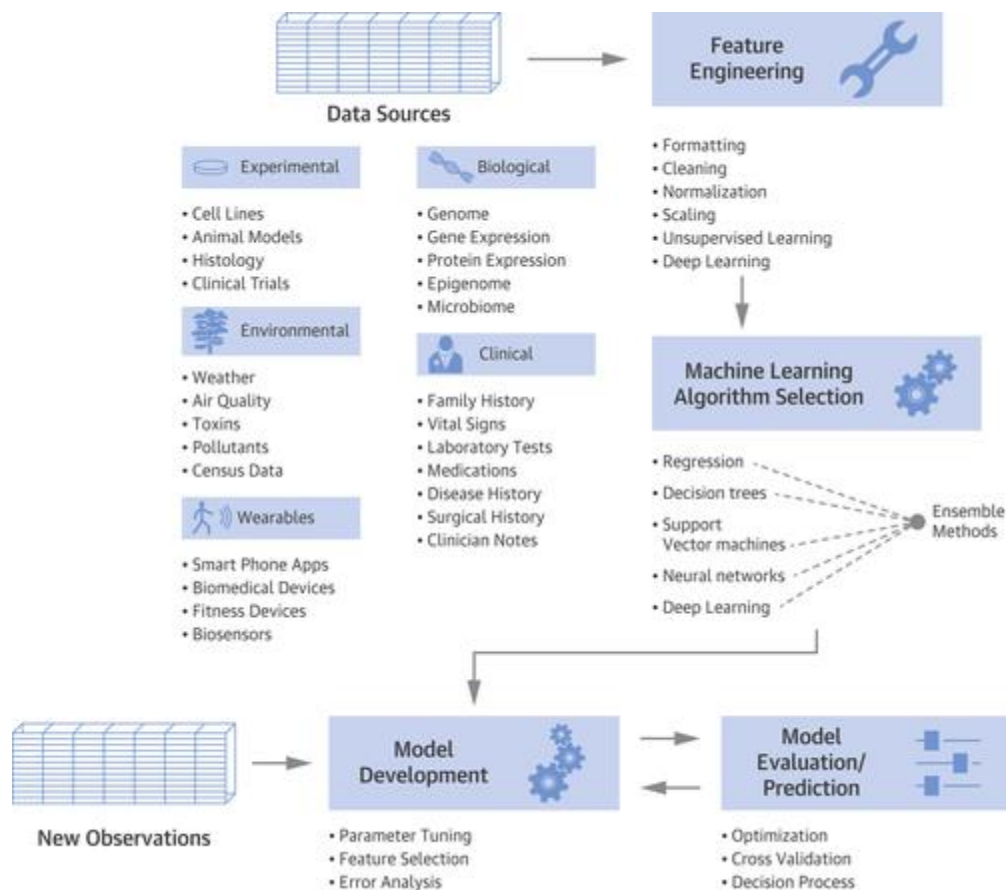 Feature
Engineering
Data Sources
• Formatting
• Cleaning
• Normalization
• Scaling
• Unsupervised Learning
• Deep Learning
Experimental
• Cell Lines
• Animal Models
• Histology
• Clinical Trials
Biological
• Genome
• Gene Expression
• Protein Expression
• Epigenome
• Microbiome
Environmental
• Weather
• Air Quality
• Toxins
• Pollutants
• Census Data
Clinical
• Family History
• Vital Signs
• Laboratory Tests
• Medications
• Disease History
• Surgical History
• Clinician Notes
Wearables
• Smart Phone Apps
• Biomedical Devices
• Fitness Devices
• Biosensors
Machine Learning
Algorithm Selection
• Regression
• Decision trees
• Support
Vector machines
• Neural networks
• Deep Learning
Ensemble
Methods
New Observations
Model
Development
• Parameter Tuning
• Feature Selection
• Error Analysis
Model
Evaluation/
Prediction
• Optimization
• Cross Validation
• Decision Process